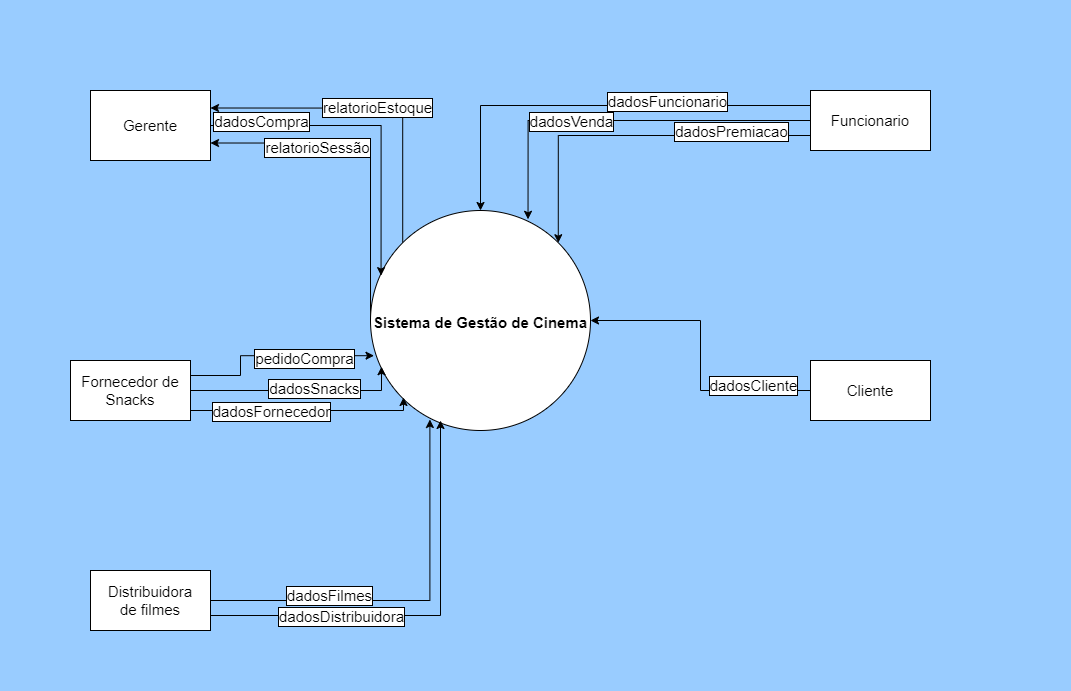 relatorioEstoque
dadosCompra
relatorioSessão
Gerente
dadosFuncionario
dadosVenda
dadosPremiacao
Funcionario
Sistema de Gestão de Cinema
pedidoCompra
dadosSnacks
dadosFornecedor
Fornecedor de
Snacks
dadosCliente
Cliente
dadosFilmes
dadosDistribuidora
Distribuidora
de filmes